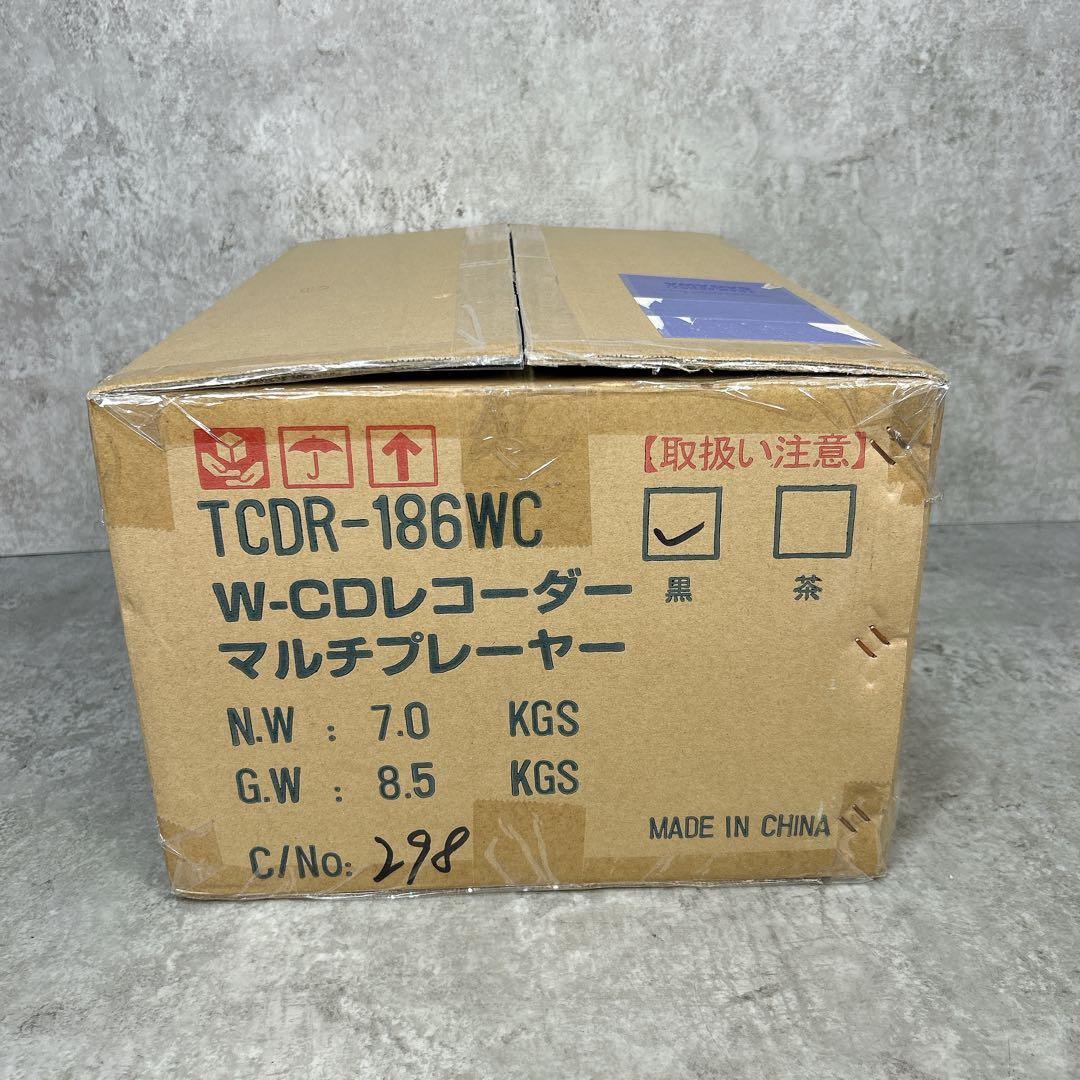 【取扱い注意】
TCDR-186WC
黒 茶
W-CDレコーダー
マルチプレーヤー
N.W : 7.0 KGS
G.W : 8.5 KGS
MADE IN CHINA
C/No: 298